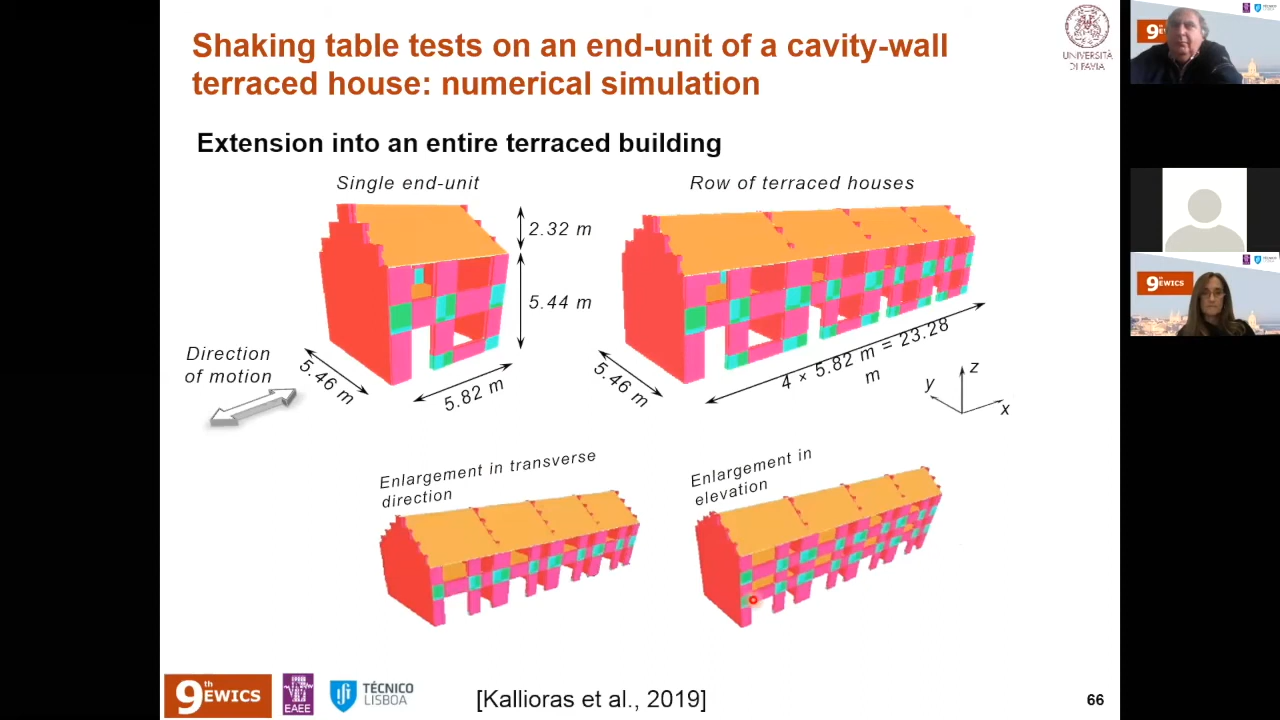 Shaking table tests on an end-unit of a cavity-wall
terraced house: numerical simulation
UNIVERSITÀ
DI PAVIA
Extension into an entire terraced building
Single end-unit
Row of terraced houses
2.32 m
5.44 m
Direction
of motion
5.46 m
5.82 m
5.46 m
4 × 5.82 m = 23.28
m
z
y
x
Enlargement in transverse
direction
Enlargement in
elevation
9th EWICS
EAEE
TÉCNICO
LISBOA
[Kallioras et al., 2019]
66
9th
EWICS